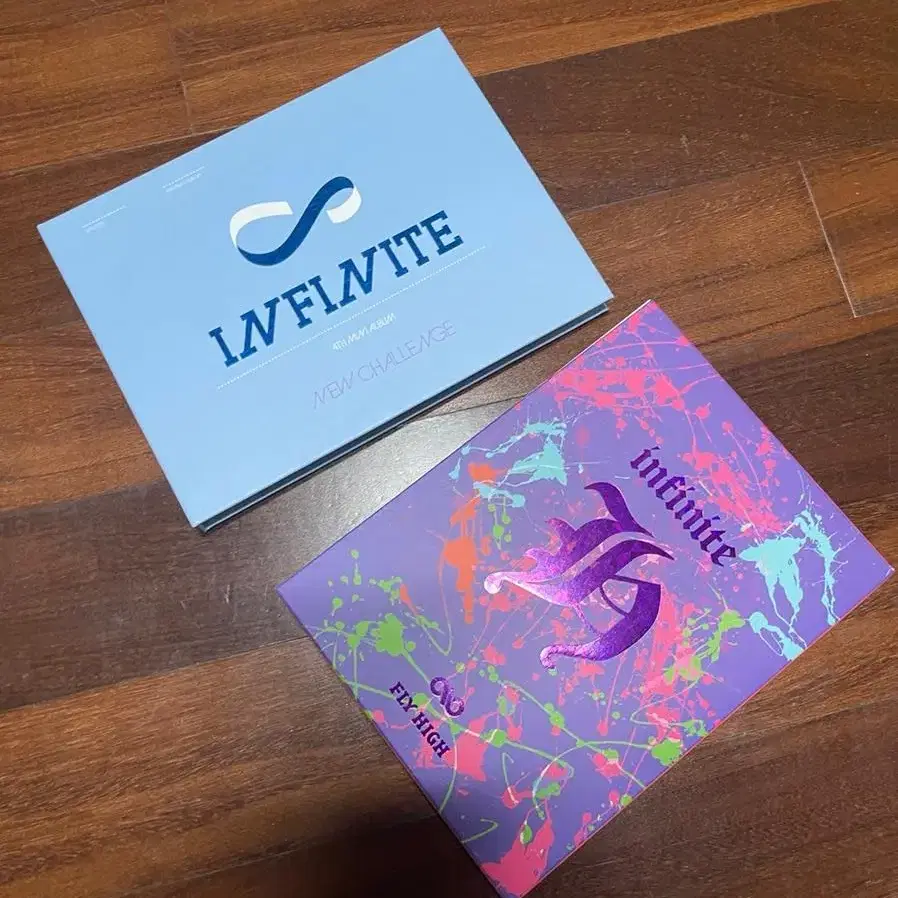 INFINITE
4TH MINI ALBUM
NEW CHALLENGE
infinite
FLY HIGH